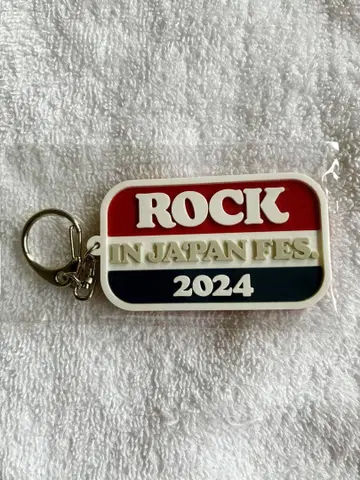 ROCK
IN JAPAN FES.
2024